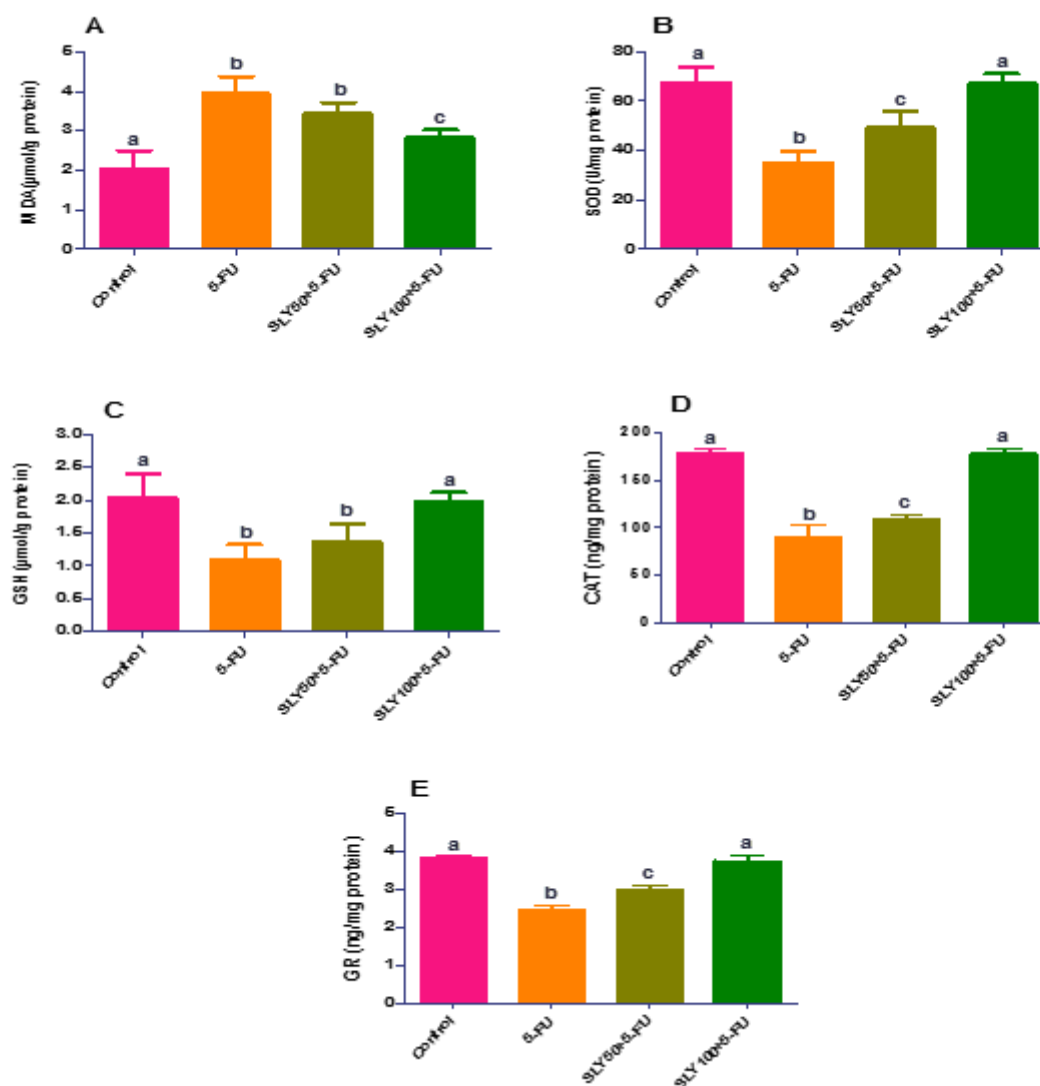 A
MDA (µmol/g protein)
5
4
3
2
1
0
a
b
b
c
Control
5-FU
SLY50+5-FU
SLY100+5-FU
B
SOD (U/mg protein)
80
60
40
20
0
a
b
c
a
Control
5-FU
SLY50+5-FU
SLY100+5-FU
C
GSH (µmol/g protein)
3.0
2.5
2.0
1.5
1.0
0.5
0.0
a
b
b
a
Control
5-FU
SLY50+5-FU
SLY100+5-FU
D
CAT (ng/mg protein)
200
150
100
50
0
a
b
c
a
Control
5-FU
SLY50+5-FU
SLY100+5-FU
E
GR (ng/mg protein)
5
4
3
2
1
0
a
b
c
a
Control
5-FU
SLY50+5-FU
SLY100+5-FU